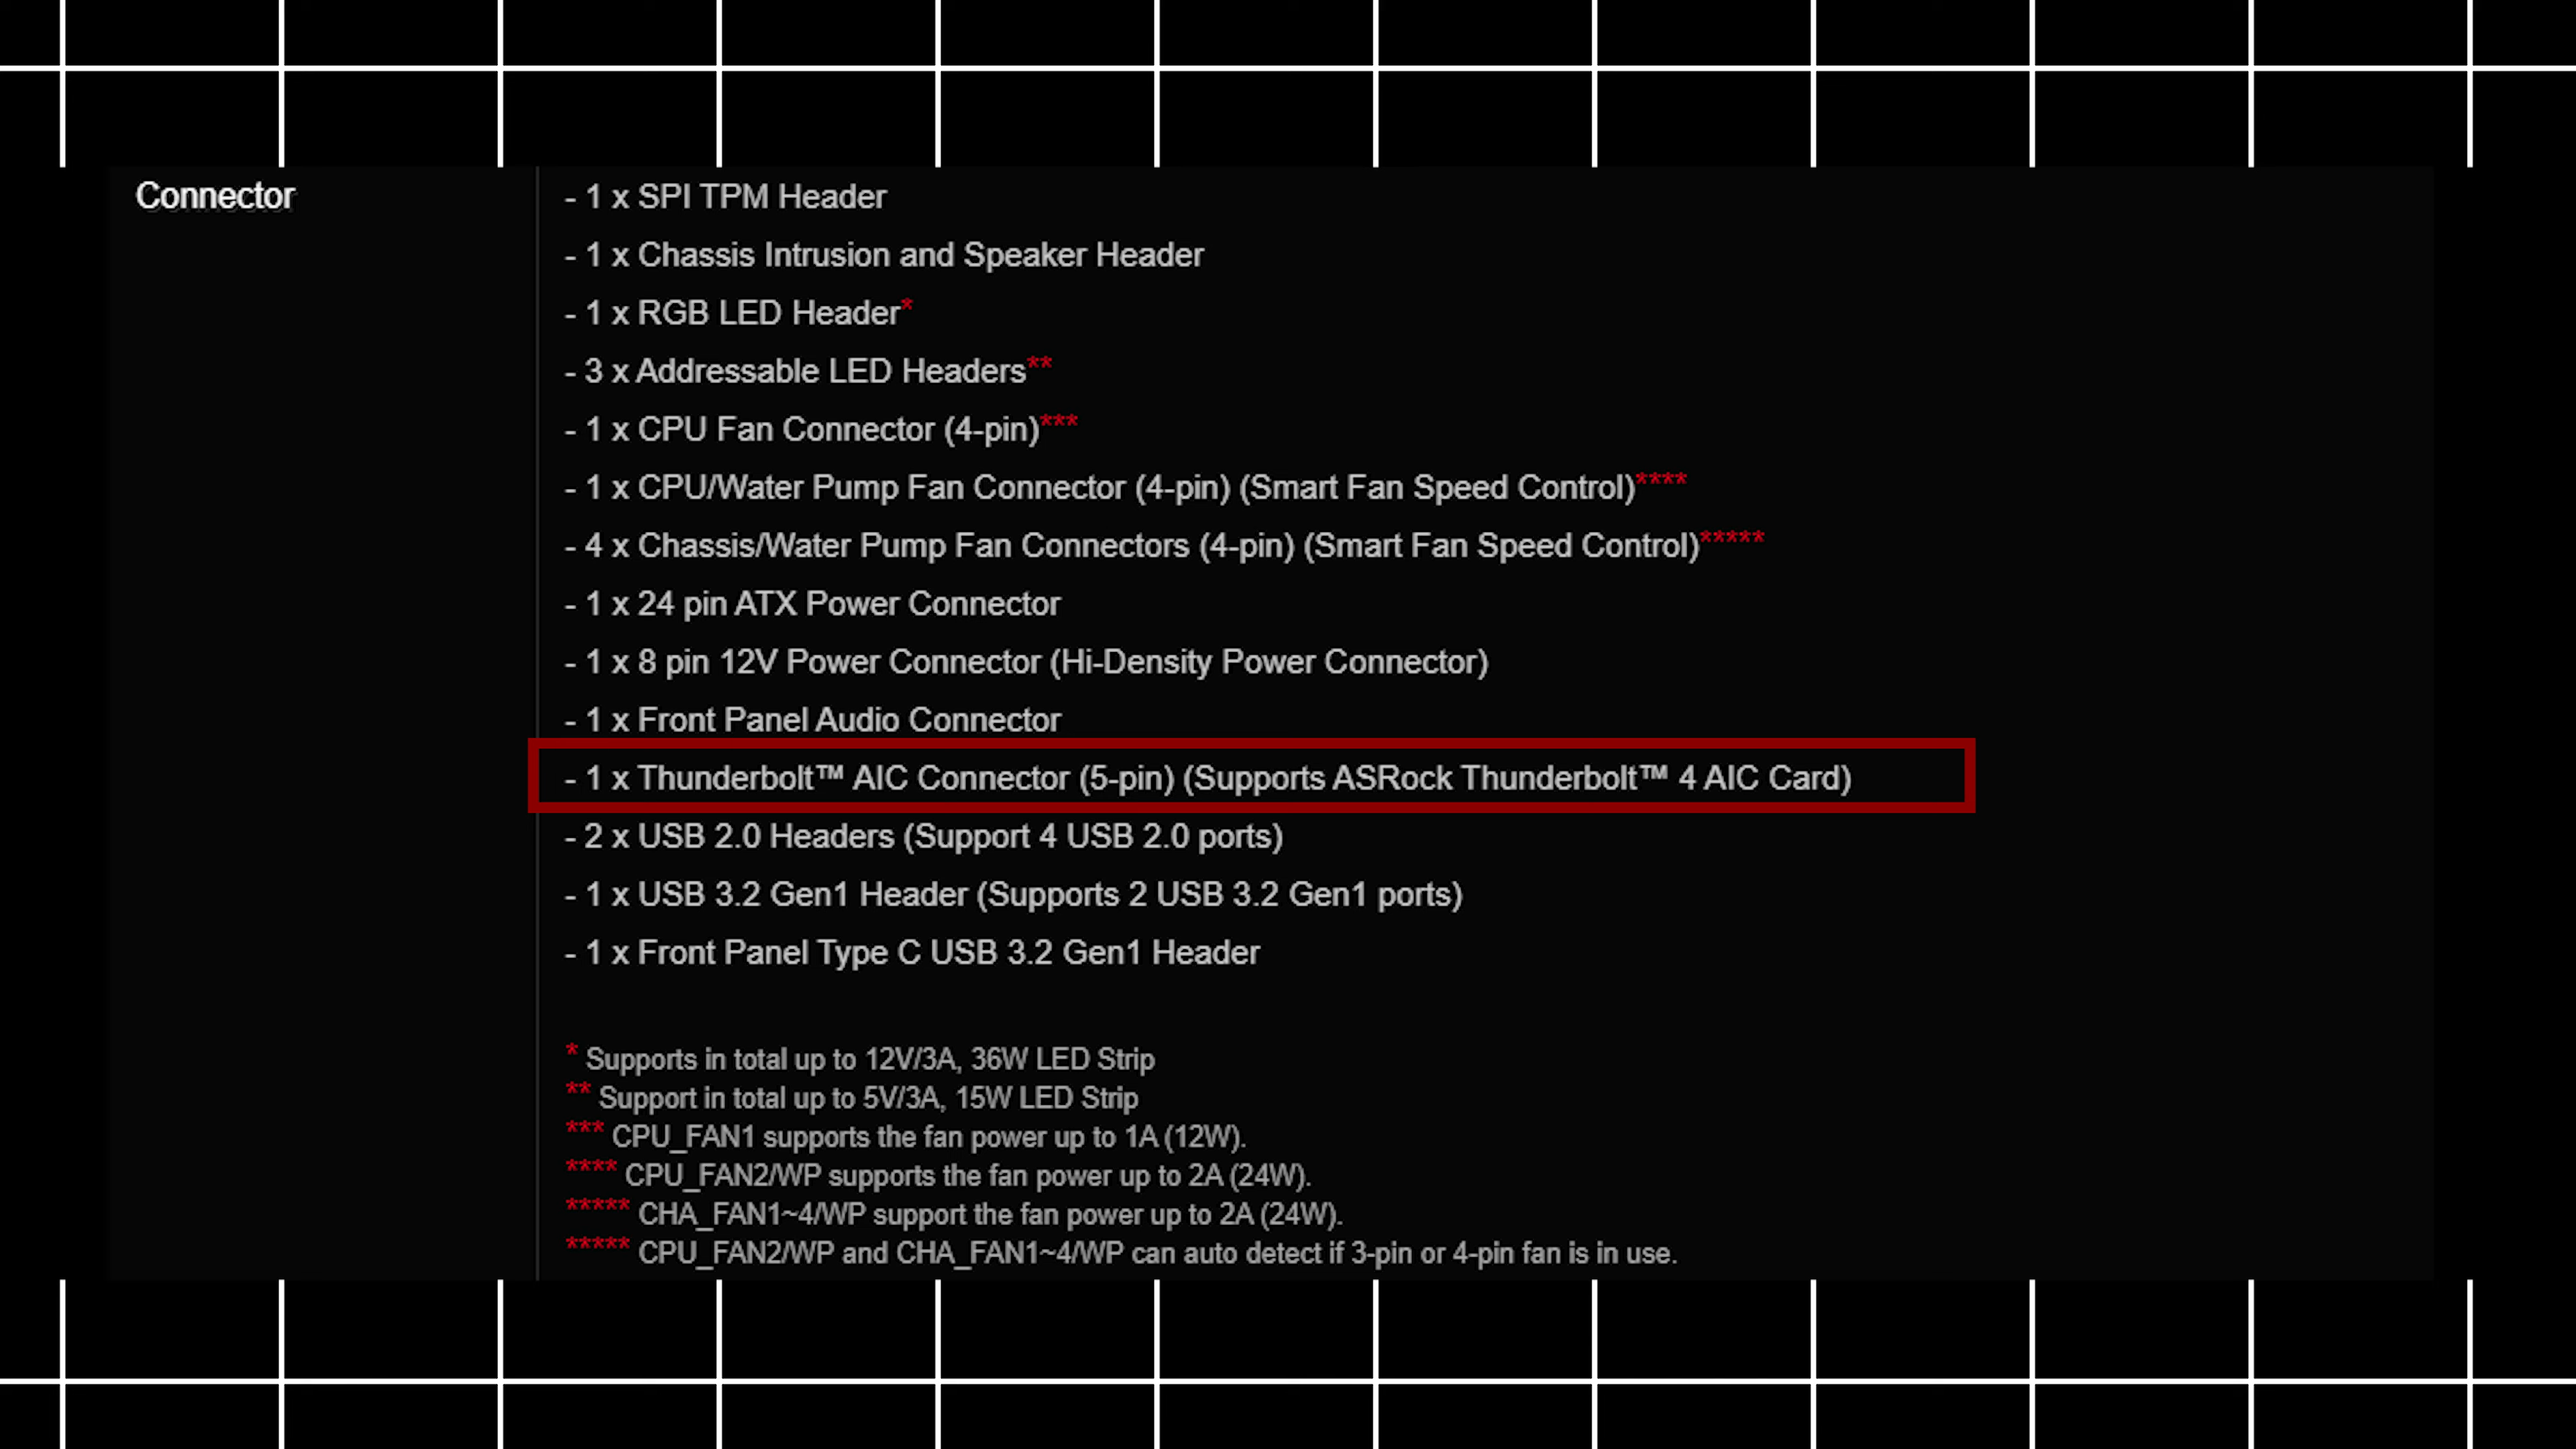 Connector
- 1 x SPI TPM Header
- 1 x Chassis Intrusion and Speaker Header
- 1 x RGB LED Header*
- 3 x Addressable LED Headers**
- 1 x CPU Fan Connector (4-pin)***
- 1 x CPU/Water Pump Fan Connector (4-pin) (Smart Fan Speed Control)****
- 4 x Chassis/Water Pump Fan Connectors (4-pin) (Smart Fan Speed Control)*****
- 1 x 24 pin ATX Power Connector
- 1 x 8 pin 12V Power Connector (Hi-Density Power Connector)
- 1 x Front Panel Audio Connector
- 1 x Thunderbolt™ AIC Connector (5-pin) (Supports ASRock Thunderbolt™ 4 AIC Card)
- 2 x USB 2.0 Headers (Support 4 USB 2.0 ports)
- 1 x USB 3.2 Gen1 Header (Supports 2 USB 3.2 Gen1 ports)
- 1 x Front Panel Type C USB 3.2 Gen1 Header
* Supports in total up to 12V/3A, 36W LED Strip
** Support in total up to 5V/3A, 15W LED Strip
*** CPU_FAN1 supports the fan power up to 1A (12W).
**** CPU_FAN2/WP supports the fan power up to 2A (24W).
***** CHA_FAN1~4/WP support the fan power up to 2A (24W).
***** CPU_FAN2/WP and CHA_FAN1~4/WP can auto detect if 3-pin or 4-pin fan is in use.